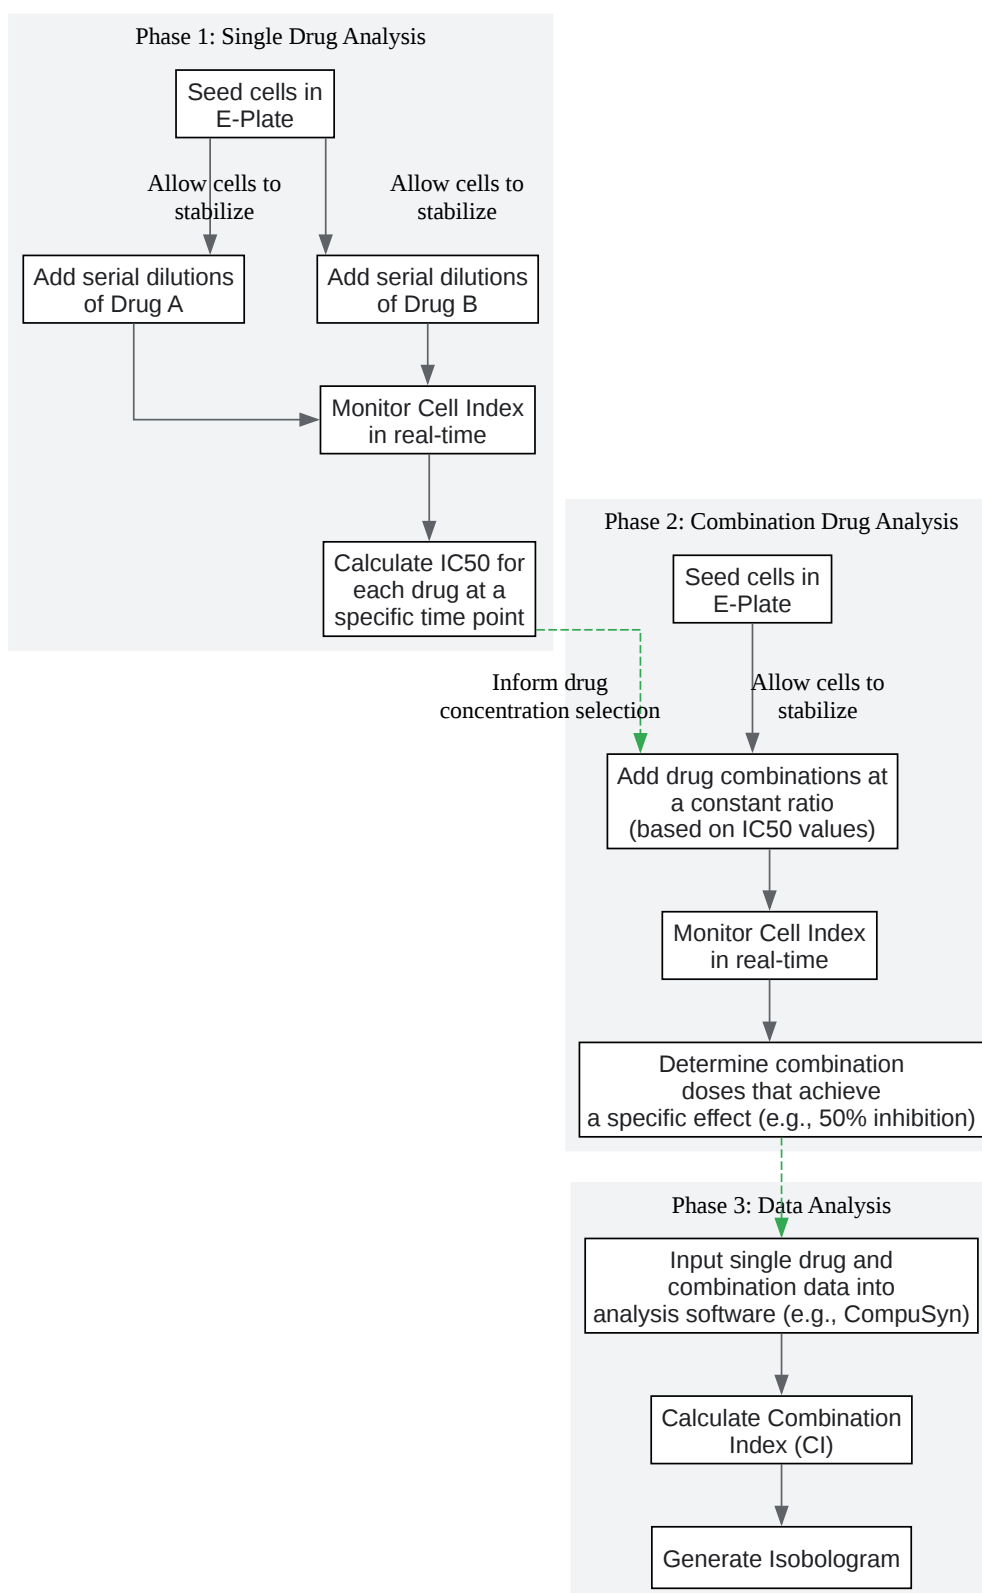 Phase 1: Single Drug Analysis
Seed cells in
E-Plate
Allow cells to
stabilize
Allow cells to
stabilize
Add serial dilutions
of Drug A
Add serial dilutions
of Drug B
Monitor Cell Index
in real-time
Calculate IC50 for
each drug at a
specific time point
Phase 2: Combination Drug Analysis
Seed cells in
E-Plate
Inform drug
concentration selection
Allow cells to
stabilize
Add drug combinations at
a constant ratio
(based on IC50 values)
Monitor Cell Index
in real-time
Determine combination
doses that achieve
a specific effect (e.g., 50% inhibition)
Phase 3: Data Analysis
Input single drug and
combination data into
analysis software (e.g., CompuSyn)
Calculate Combination
Index (CI)
Generate Isobologram